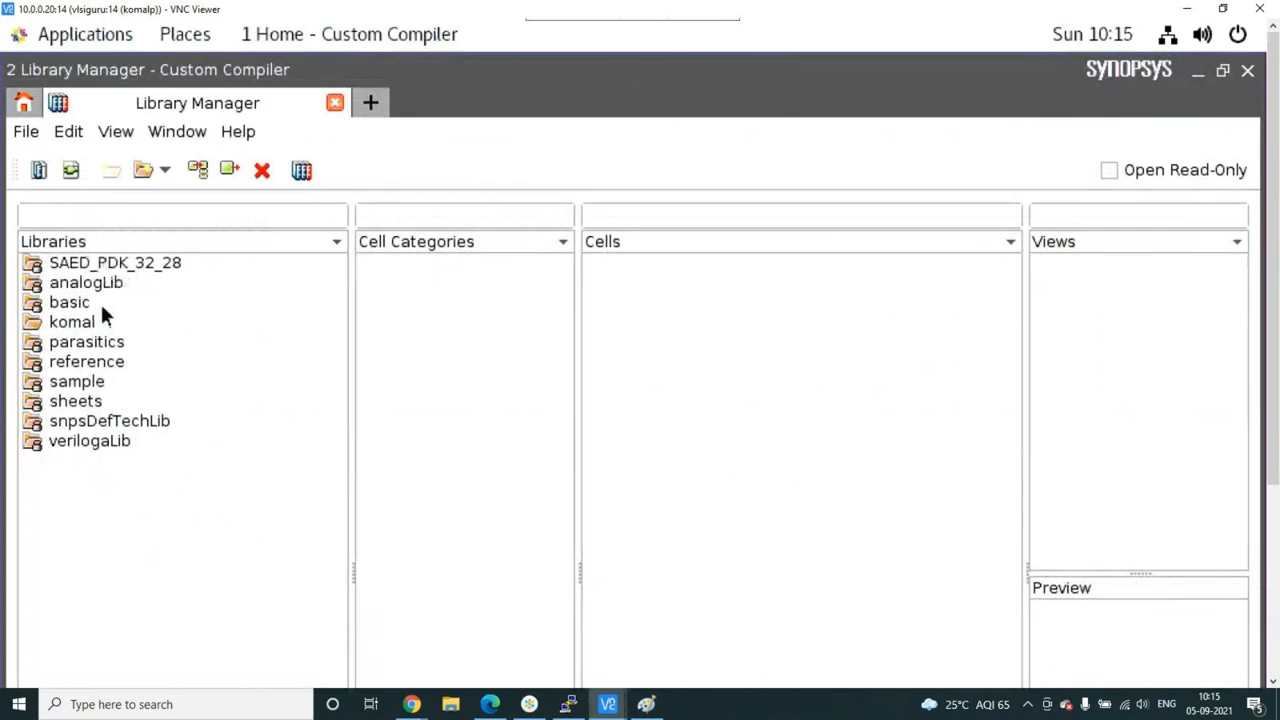 10.0.0.20:14 (vlsiguru:14 (komalp)) - VNC Viewer
Applications Places 1 Home - Custom Compiler Sun 10:15
2 Library Manager - Custom Compiler SYNOPSYS
Library Manager
File Edit View Window Help
Open Read-Only
Libraries Cell Categories Cells Views
SAED_PDK_32_28
analogLib
basic
komal
parasitics
reference
sample
sheets
snpsDefTechLib
verilogaLib
Preview
Type here to search 25°C AQI 65 ENG 10:15
05-09-2021